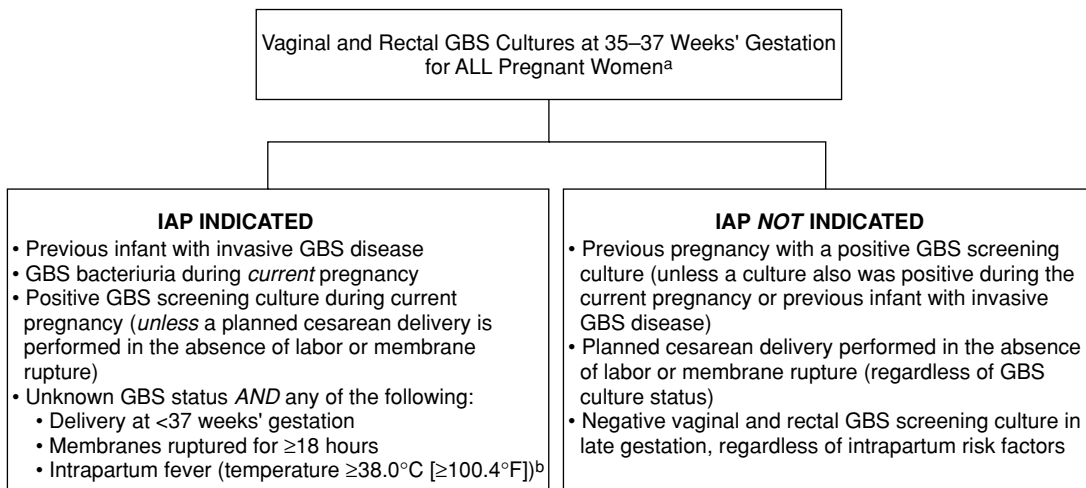 Vaginal and Rectal GBS Cultures at 35–37 Weeks' Gestation
for ALL Pregnant Womenᵃ
IAP INDICATED
• Previous infant with invasive GBS disease
• GBS bacteriuria during current pregnancy
• Positive GBS screening culture during current
pregnancy (unless a planned cesarean delivery is
performed in the absence of labor or membrane
rupture)
• Unknown GBS status AND any of the following:
• Delivery at <37 weeks' gestation
• Membranes ruptured for ≥18 hours
• Intrapartum fever (temperature ≥38.0°C [≥100.4°F])ᵇ
IAP NOT INDICATED
• Previous pregnancy with a positive GBS screening
culture (unless a culture also was positive during the
current pregnancy or previous infant with invasive
GBS disease)
• Planned cesarean delivery performed in the absence
of labor or membrane rupture (regardless of GBS
culture status)
• Negative vaginal and rectal GBS screening culture in
late gestation, regardless of intrapartum risk factors